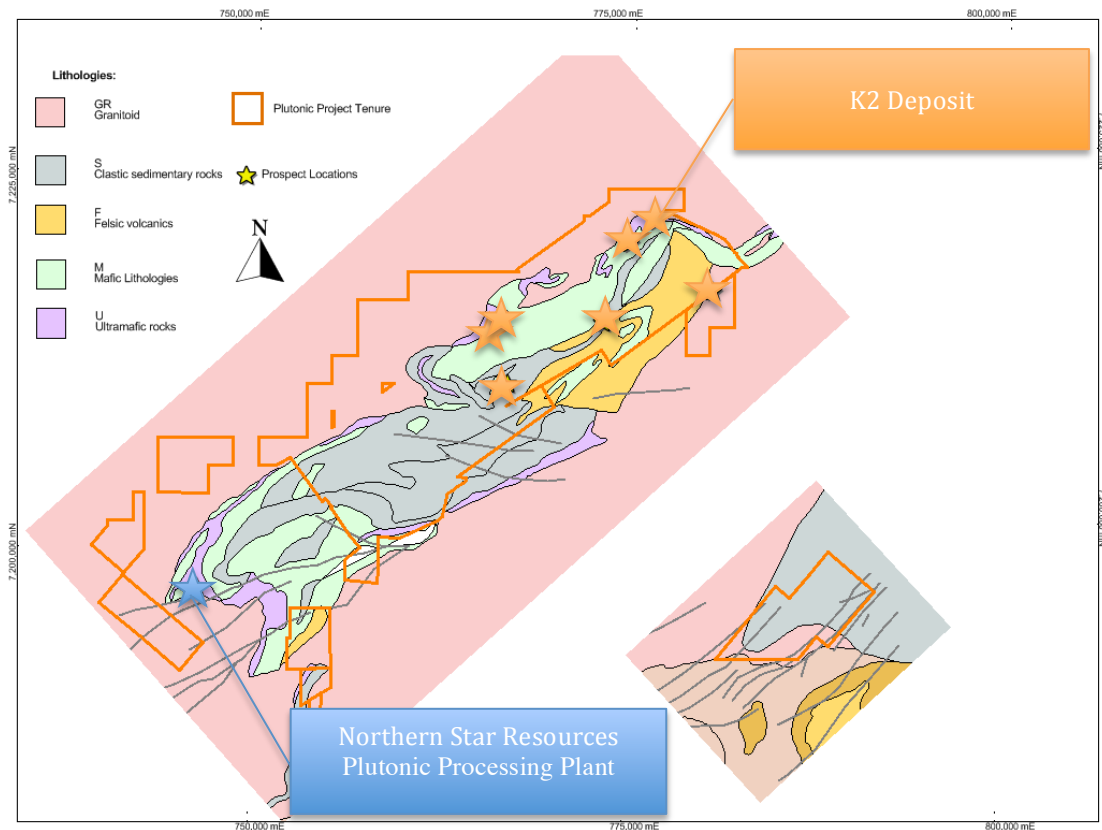 750,000 mE
775,000 mE
800,000 mE
Lithologies:
GR
Granitoid
Plutonic Project Tenure
K2 Deposit
S
Clastic sedimentary rocks
Prospect Locations
7,225,000 mN
F
Felsic volcanics
N
M
Mafic Lithologies
U
Ultramafic rocks
7,200,000 mN
Northern Star Resources
Plutonic Processing Plant
750,000 mE
775,000 mE
800,000 mE